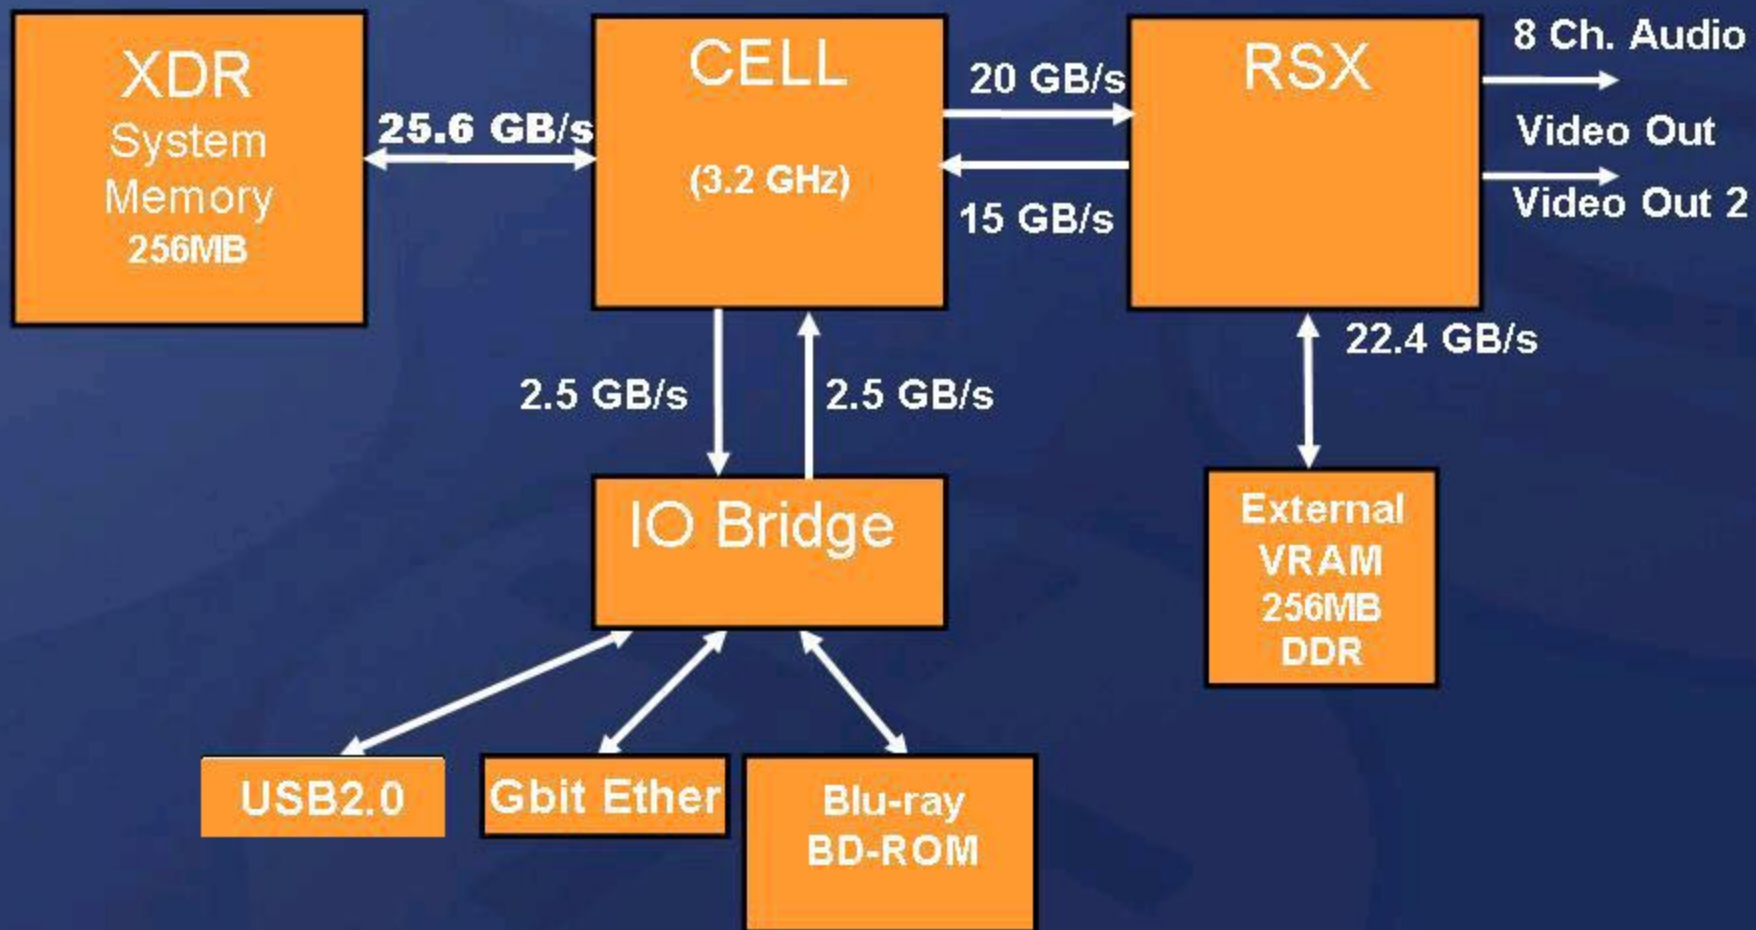 XDR
System
Memory
256MB
25.6 GB/s
CELL
(3.2 GHz)
20 GB/s
15 GB/s
RSX
8 Ch. Audio
Video Out
Video Out 2
2.5 GB/s
2.5 GB/s
22.4 GB/s
IO Bridge
External
VRAM
256MB
DDR
USB2.0
Gbit Ether
Blu-ray
BD-ROM